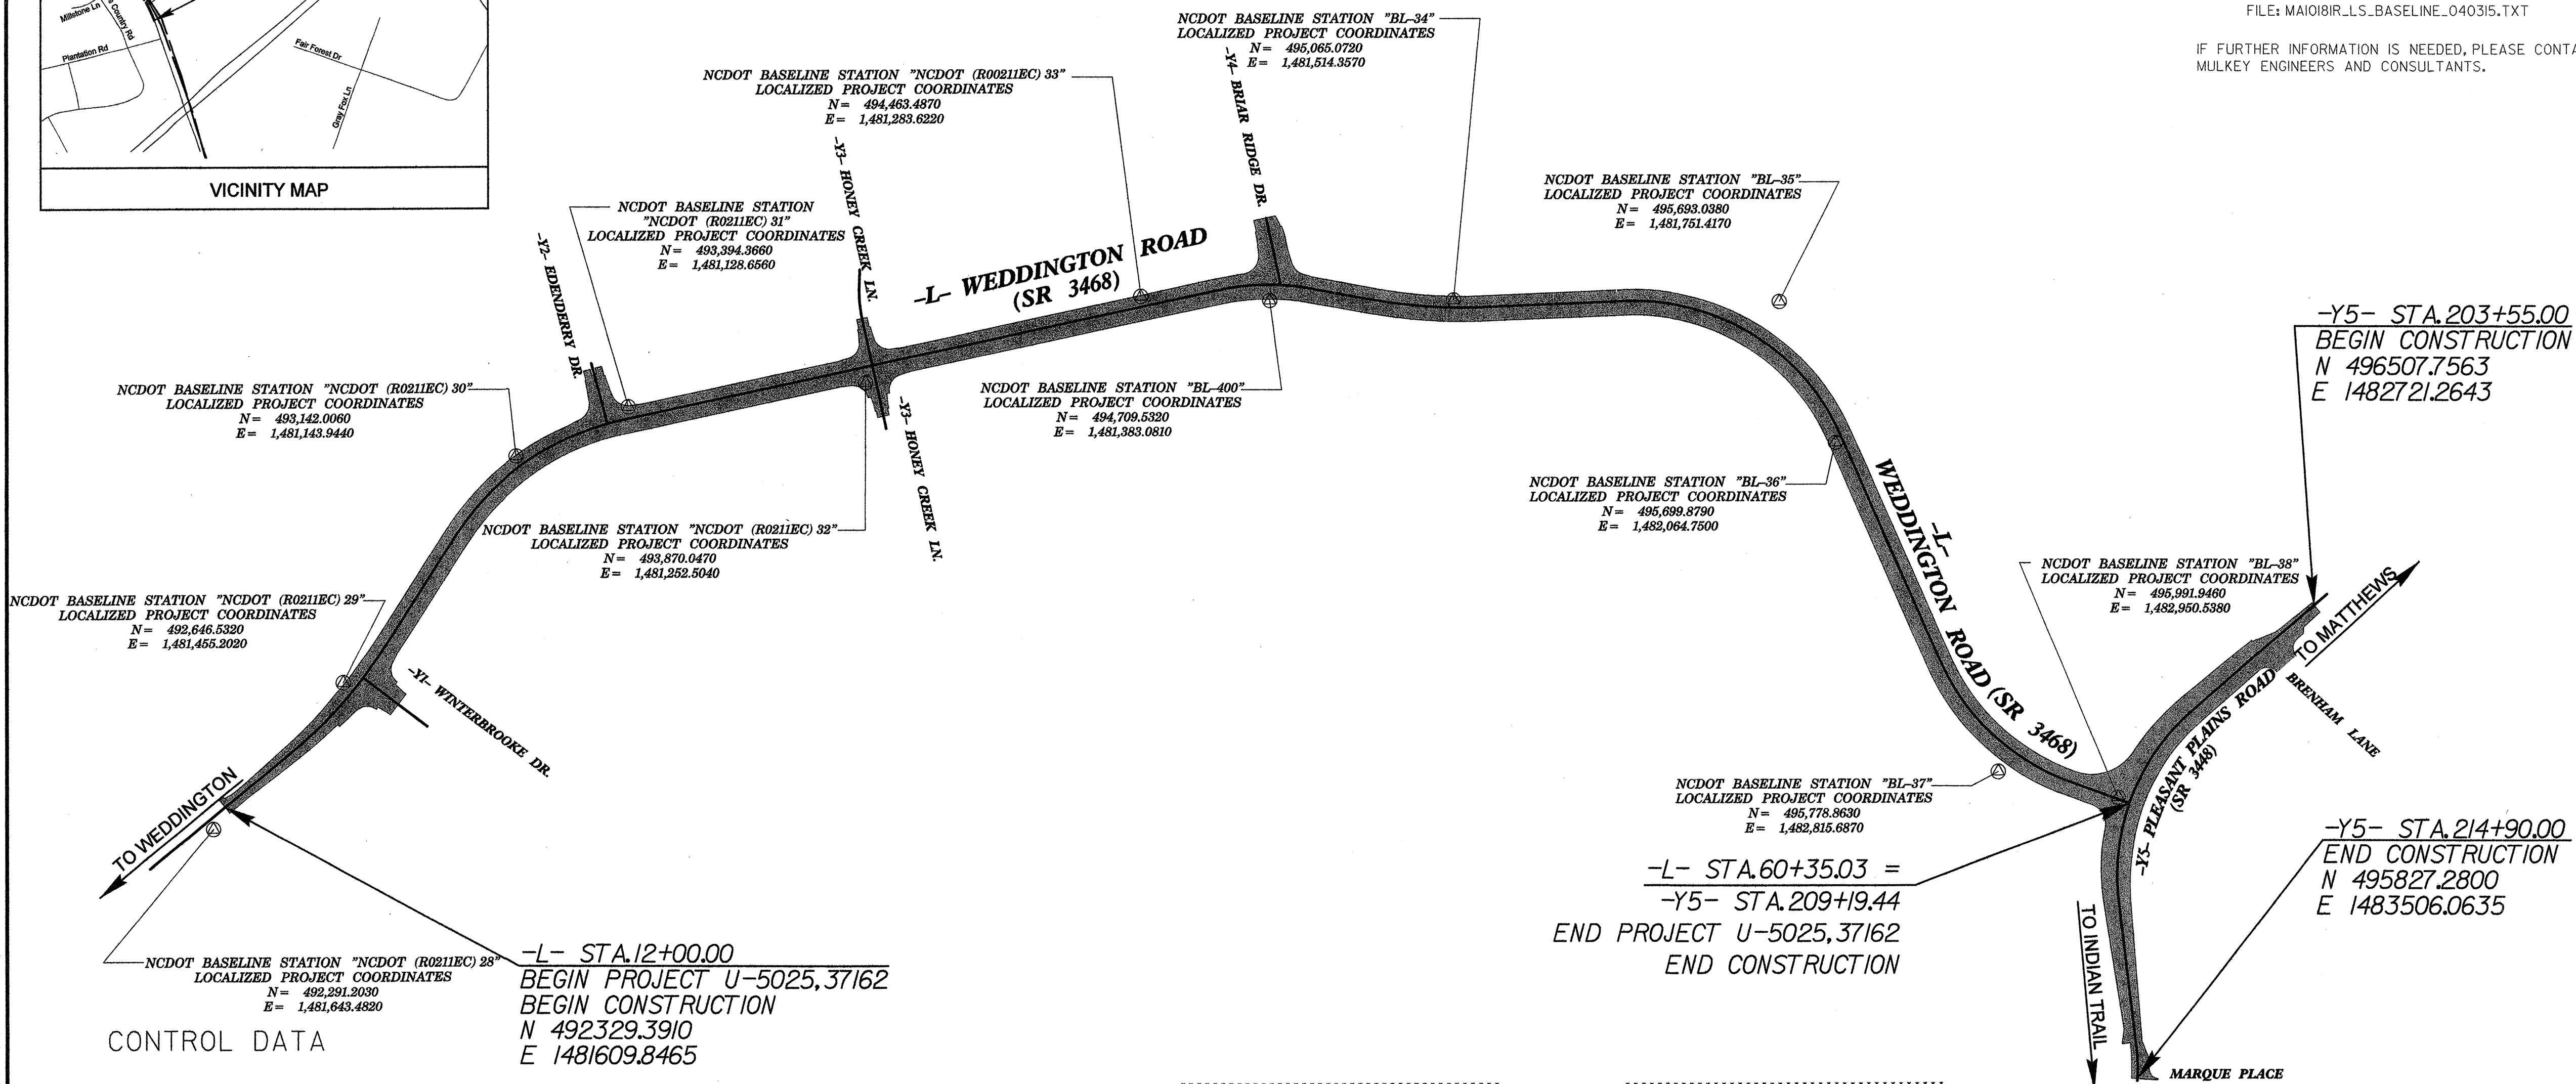 Millstone Ln
Country Rd
Plantation Rd
Fair Forest Dr
Gray Fox Ln
VICINITY MAP
FILE: MA10181R_LS_BASELINE_040315.TXT
IF FURTHER INFORMATION IS NEEDED, PLEASE CONTA
MULKEY ENGINEERS AND CONSULTANTS.
NCDOT BASELINE STATION "BL-34"
LOCALIZED PROJECT COORDINATES
N= 495,065.0720
E= 1,481,514.3570
NCDOT BASELINE STATION "NCDOT (R00211EC) 33"
LOCALIZED PROJECT COORDINATES
N= 494,463.4870
E= 1,481,283.6220
-Y4- BRIAR RIDGE DR.
-Y3- HONEY CREEK LN.
NCDOT BASELINE STATION "BL-35"
LOCALIZED PROJECT COORDINATES
N= 495,693.0380
E= 1,481,751.4170
NCDOT BASELINE STATION
"NCDOT (R0211EC) 31"
LOCALIZED PROJECT COORDINATES
N= 493,394.3660
E= 1,481,128.6560
-Y2- EDENDERRY DR.
-L- WEDDINGTON ROAD
(SR 3468)
-Y5- STA.203+55.00
BEGIN CONSTRUCTION
N 496507.7563
E 1482721.2643
NCDOT BASELINE STATION "NCDOT (R0211EC) 30"
LOCALIZED PROJECT COORDINATES
N= 493,142.0060
E= 1,481,143.9440
NCDOT BASELINE STATION "BL-400"
LOCALIZED PROJECT COORDINATES
N= 494,709.5320
E= 1,481,383.0810
-Y3- HONEY CREEK LN.
NCDOT BASELINE STATION "BL-36"
LOCALIZED PROJECT COORDINATES
N= 495,699.8790
E= 1,482,064.7500
NCDOT BASELINE STATION "NCDOT (R0211EC) 32"
LOCALIZED PROJECT COORDINATES
N= 493,870.0470
E= 1,481,252.5040
-L-
WEDDINGTON ROAD (SR 3468)
NCDOT BASELINE STATION "BL-38"
LOCALIZED PROJECT COORDINATES
N= 495,991.9460
E= 1,482,950.5380
TO MATTHEWS
NCDOT BASELINE STATION "NCDOT (R0211EC) 29"
LOCALIZED PROJECT COORDINATES
N= 492,646.5320
E= 1,481,455.2020
-Y1- WINTERBROOKE DR.
BRENHAM LANE
-Y5- PLEASANT PLAINS ROAD
(SR 3448)
TO WEDDINGTON
NCDOT BASELINE STATION "BL-37"
LOCALIZED PROJECT COORDINATES
N= 495,778.8630
E= 1,482,815.6870
-L- STA.60+35.03 =
-Y5- STA.209+19.44
END PROJECT U-5025,37162
END CONSTRUCTION
-Y5- STA.214+90.00
END CONSTRUCTION
N 495827.2800
E 1483506.0635
TO INDIAN TRAIL
NCDOT BASELINE STATION "NCDOT (R0211EC) 28"
LOCALIZED PROJECT COORDINATES
N= 492,291.2030
E= 1,481,643.4820
-L- STA.12+00.00
BEGIN PROJECT U-5025,37162
BEGIN CONSTRUCTION
N 492329.3910
E 1481609.8465
CONTROL DATA
MARQUE PLACE